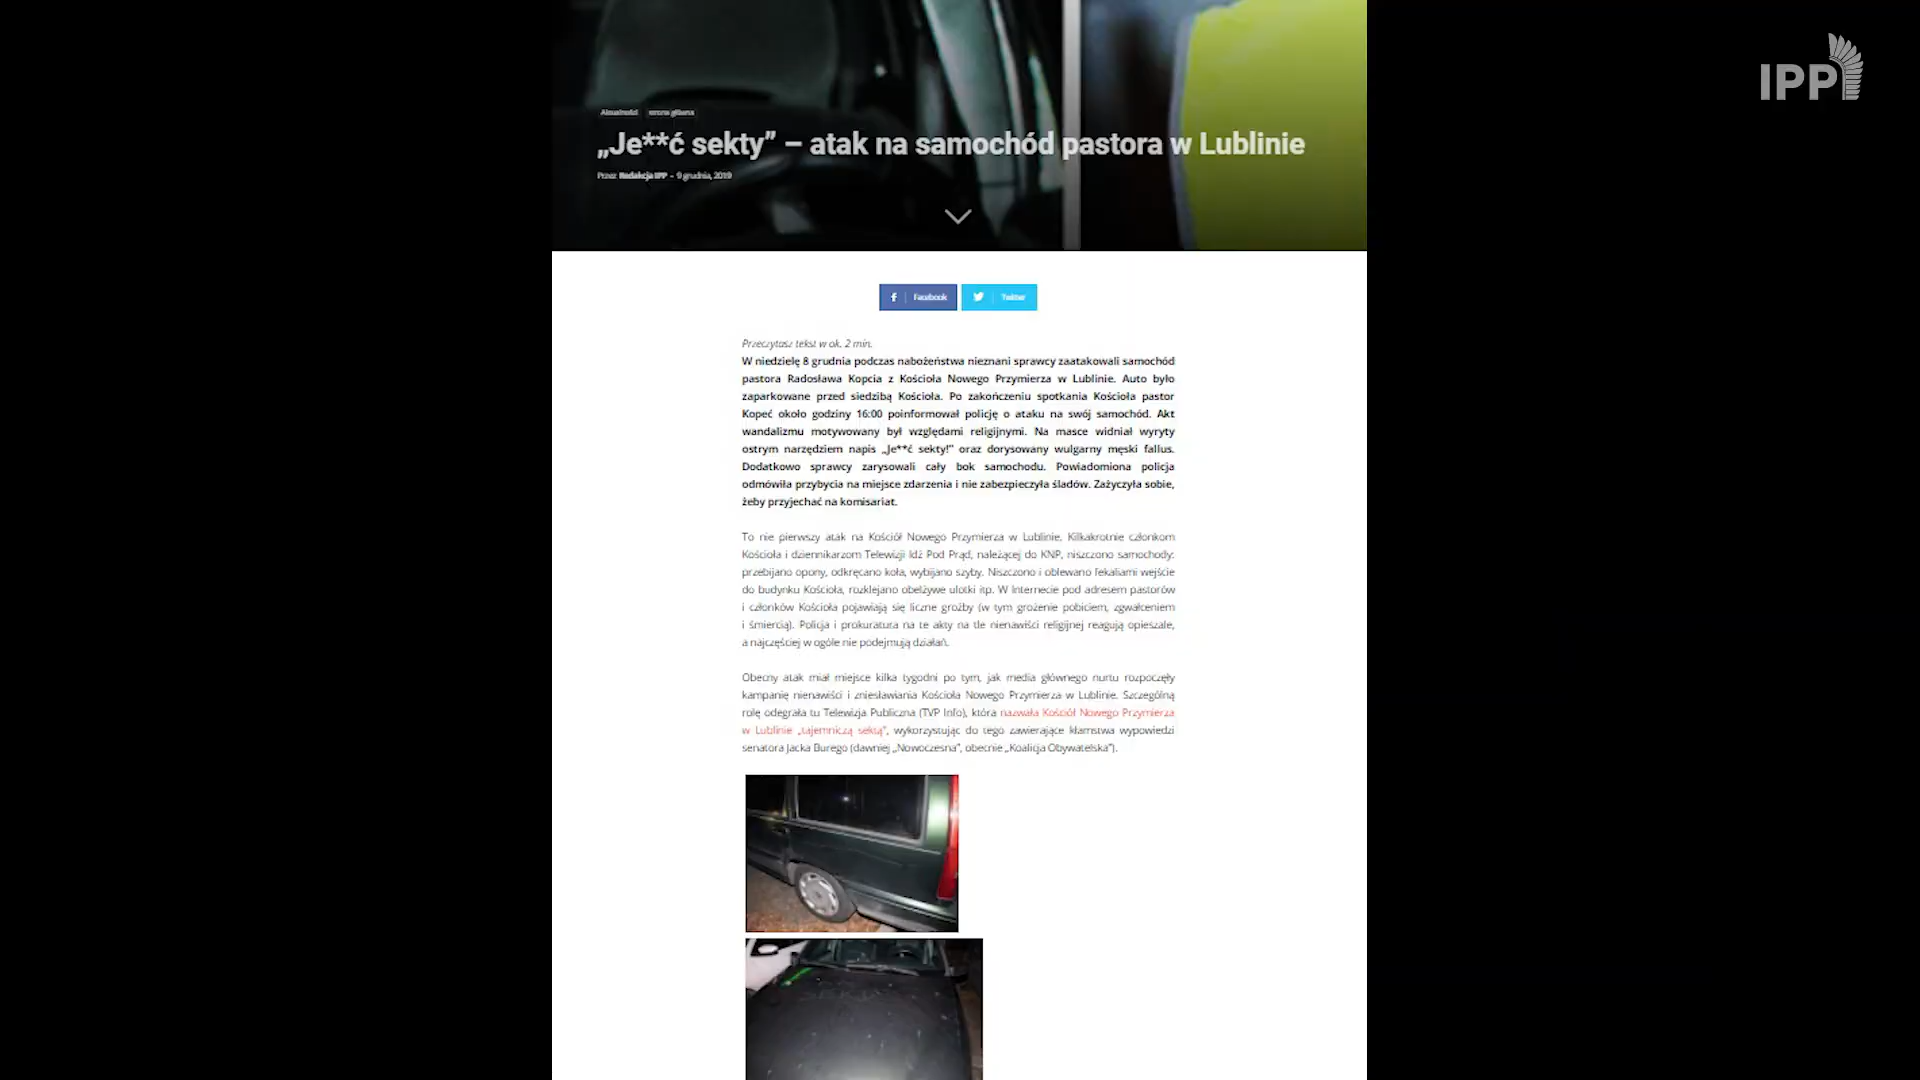 IPP
Aktualności strona główna
„Je**ć sekty” – atak na samochód pastora w Lublinie
Przez Redakcja IPP - 9 grudnia, 2019
Facebook Twitter
Przeczytasz tekst w ok. 2 min.
W niedzielę 8 grudnia podczas nabożeństwa nieznani sprawcy zaatakowali samochód
pastora Radosława Kopcia z Kościoła Nowego Przymierza w Lublinie. Auto było
zaparkowane przed siedzibą Kościoła. Po zakończeniu spotkania Kościoła pastor
Kopeć około godziny 16:00 poinformował policję o ataku na swój samochód. Akt
wandalizmu motywowany był względami religijnymi. Na masce widniał wyryty
ostrym narzędziem napis „Je**ć sekty!” oraz dorysowany wulgarny męski fallus.
Dodatkowo sprawcy zarysowali cały bok samochodu. Powiadomiona policja
odmówiła przybycia na miejsce zdarzenia i nie zabezpieczyła śladów. Zażyczyła sobie,
żeby przyjechać na komisariat.
To nie pierwszy atak na Kościół Nowego Przymierza w Lublinie. Kilkakrotnie członkom
Kościoła i dziennikarzom Telewizji Idź Pod Prąd, należącej do KNP, niszczono samochody:
przebijano opony, odkręcano koła, wybijano szyby. Niszczono i oblewano fekaliami wejście
do budynku Kościoła, rozklejano obelżywe ulotki itp. W Internecie pod adresem pastorów
i członków Kościoła pojawiają się liczne groźby (w tym grożenie pobiciem, zgwałceniem
i śmiercią). Policja i prokuratura na te akty na tle nienawiści religijnej reagują opieszale,
a najczęściej w ogóle nie podejmują działań.
Obecny atak miał miejsce kilka tygodni po tym, jak media głównego nurtu rozpoczęły
kampanię nienawiści i zniesławiania Kościoła Nowego Przymierza w Lublinie. Szczególną
rolę odegrała tu Telewizja Publiczna (TVP Info), która nazwała Kościół Nowego Przymierza
w Lublinie „tajemniczą sektą”, wykorzystując do tego zawierające kłamstwa wypowiedzi
senatora Jacka Burego (dawniej „Nowoczesna”, obecnie „Koalicja Obywatelska”).